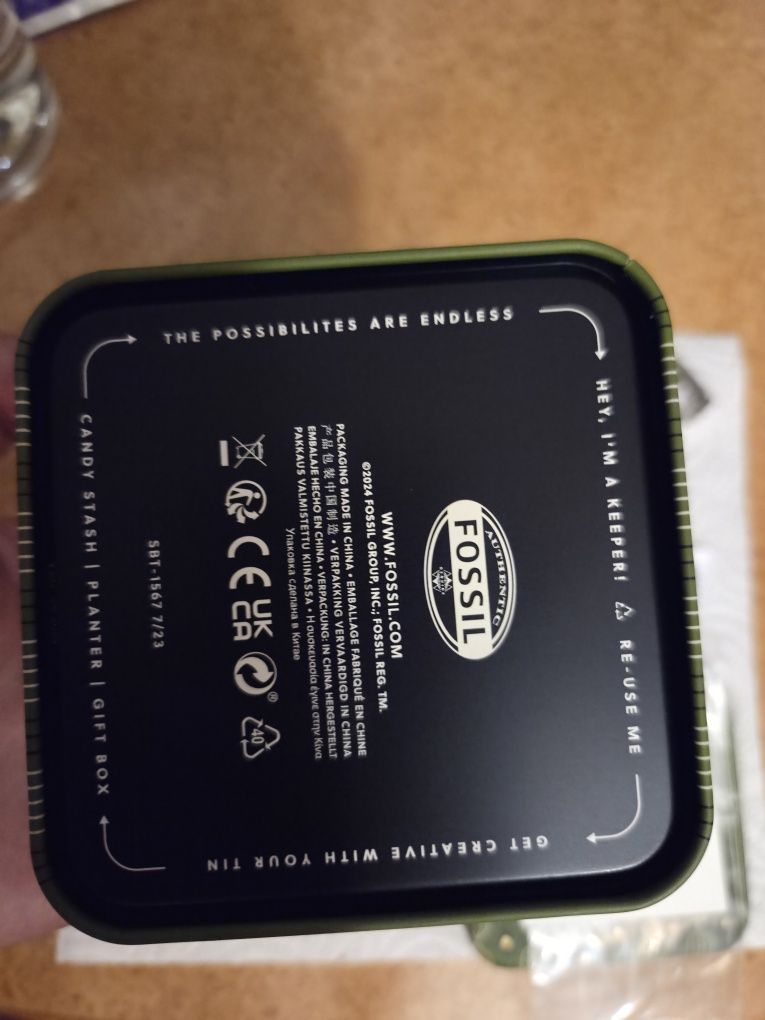 HEY, I'M A KEEPER! RE-USE ME
AUTHENTIC
FOSSIL
WWW.FOSSIL.COM
©2024 FOSSIL GROUP, INC.; FOSSIL REG. TM.
PACKAGING MADE IN CHINA • EMBALLAGE FABRIQUÉ EN CHINE
产品包装中国制造 • VERPAKKING VERVAARDIGD IN CHINA
EMBALAJE HECHO EN CHINA • VERPACKUNG: IN CHINA HERGESTELLT
PAKKAUS VALMISTETTU KIINASSA • Η συσκευασία έγινε στην Κίνα
Упаковка сделана в Китае
CE UK CA ® 40
SBT-1567 7/23
CANDY STASH | PLANTER | GIFT BOX
THE POSSIBILITES ARE ENDLESS
GET CREATIVE WITH YOUR TIN